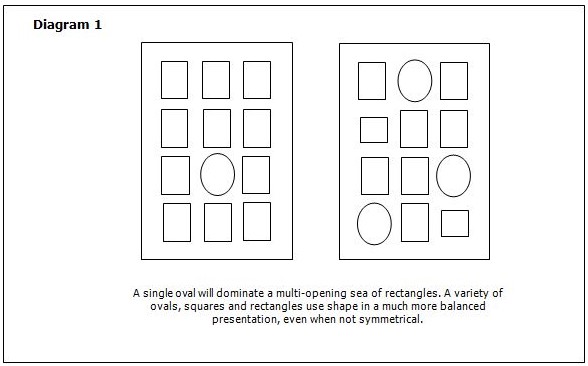 Diagram 1
A single oval will dominate a multi-opening sea of rectangles. A variety of
ovals, squares and rectangles use shape in a much more balanced
presentation, even when not symmetrical.